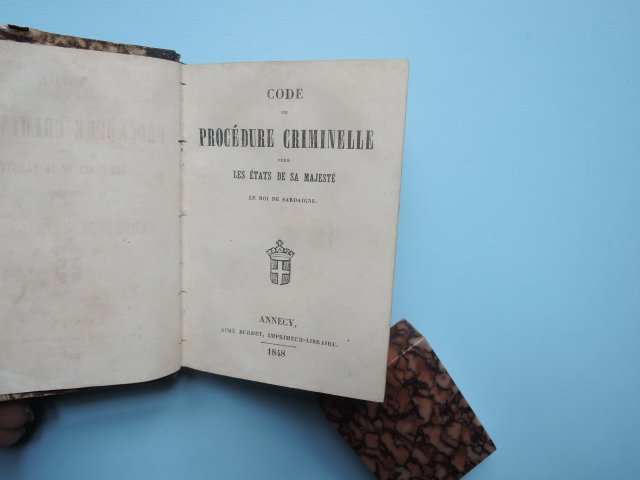 CODE
DE
PROCÉDURE CRIMINELLE
POUR
LES ÉTATS DE SA MAJESTÉ
LE ROI DE SARDAIGNE.
ANNECY,
AIMÉ BURDET, IMPRIMEUR-LIBRAIRE.
1848